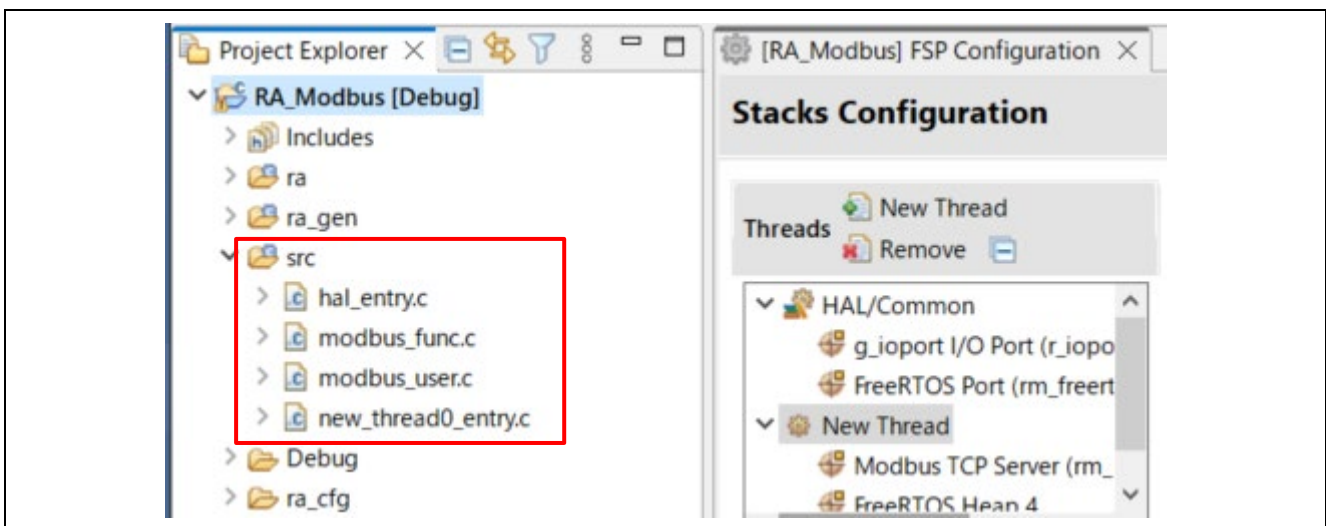 Project Explorer
RA_Modbus [Debug]
Includes
ra
ra_gen
src
hal_entry.c
modbus_func.c
modbus_user.c
new_thread0_entry.c
Debug
ra_cfg
[RA_Modbus] FSP Configuration
Stacks Configuration
Threads
New Thread
Remove
HAL/Common
g_ioport I/O Port (r_iopo
FreeRTOS Port (rm_freert
New Thread
Modbus TCP Server (rm_
FreeRTOS Heap 4